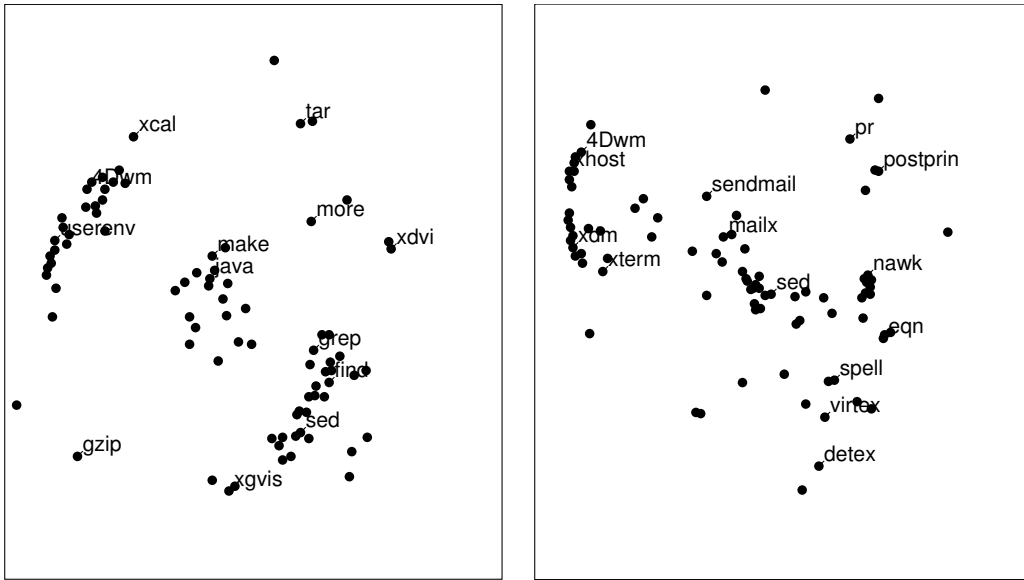 xcal
tar
4Dwm
more
userenv
xdvi
make
java
grep
find
sed
gzip
xgvis
pr
4Dwm
xhost
postprin
sendmail
mailx
xdm
xterm
nawk
sed
eqn
spell
virtex
detex